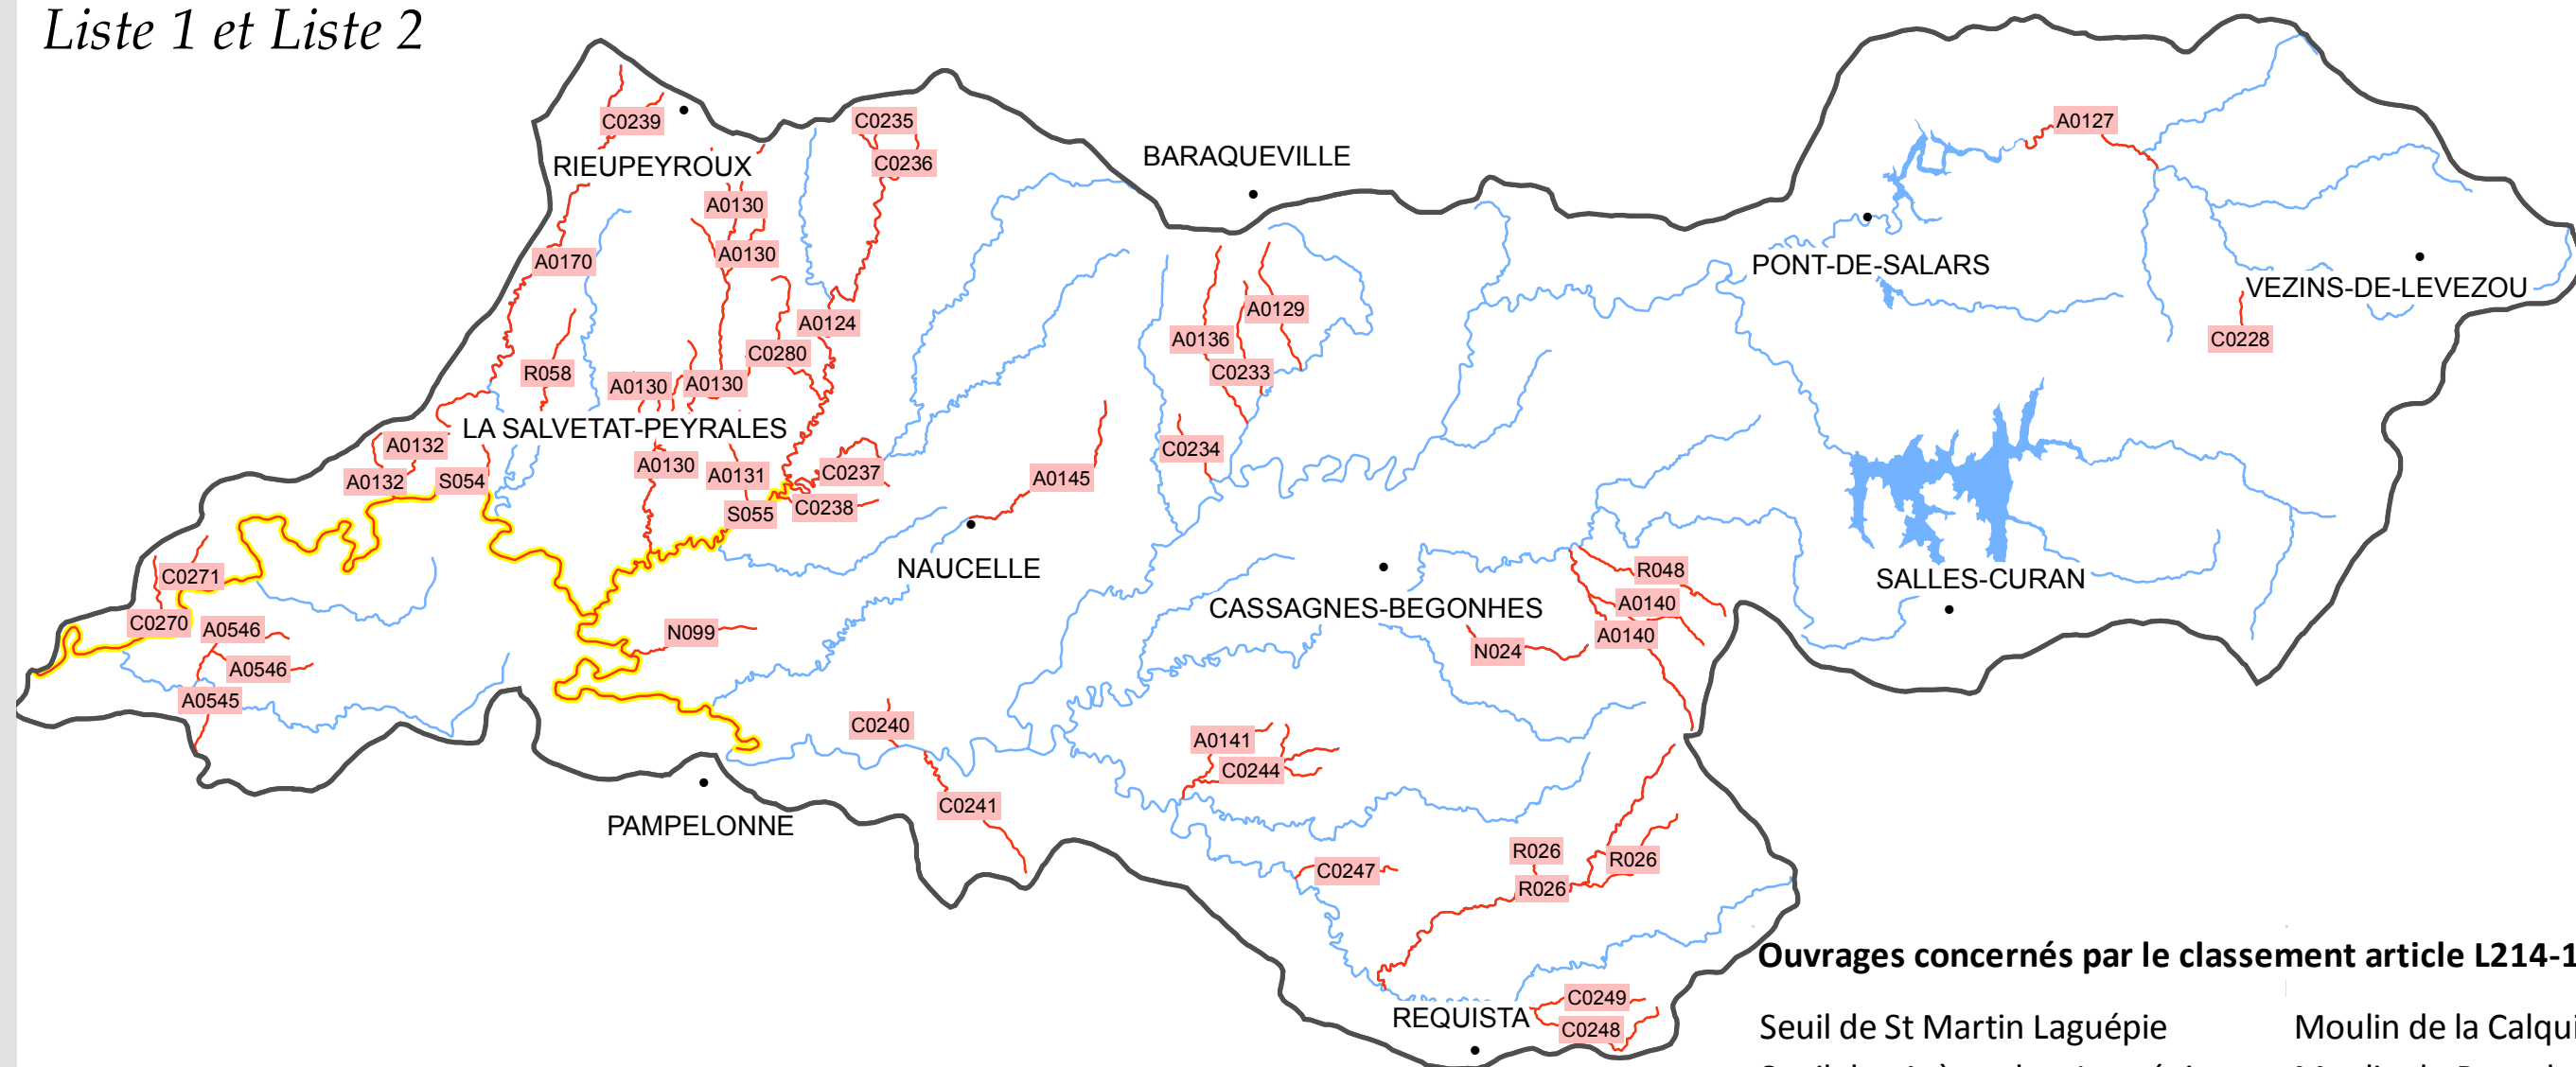 Liste 1 et Liste 2
C0239
C0235
A0127
BARAQUEVILLE
C0236
RIEUPEYROUX
A0130
A0130
A0170
PONT-DE-SALARS
VEZINS-DE-LEVEZOU
A0129
A0124
A0136
C0228
C0280
R058
C0233
A0130
A0130
LA SALVETAT-PEYRALES
A0132
C0234
A0130
C0237
A0131
A0145
A0132
S054
C0238
S055
NAUCELLE
R048
C0271
SALLES-CURAN
A0140
CASSAGNES-BEGONHES
C0270
A0546
N099
A0140
N024
A0546
A0545
C0240
A0141
C0244
C0241
PAMPELONNE
R026
R026
C0247
R026
Ouvrages concernés par le classement article L214-1
C0249
REQUISTA
C0248
Seuil de St Martin Laguépie
Moulin de la Calqui